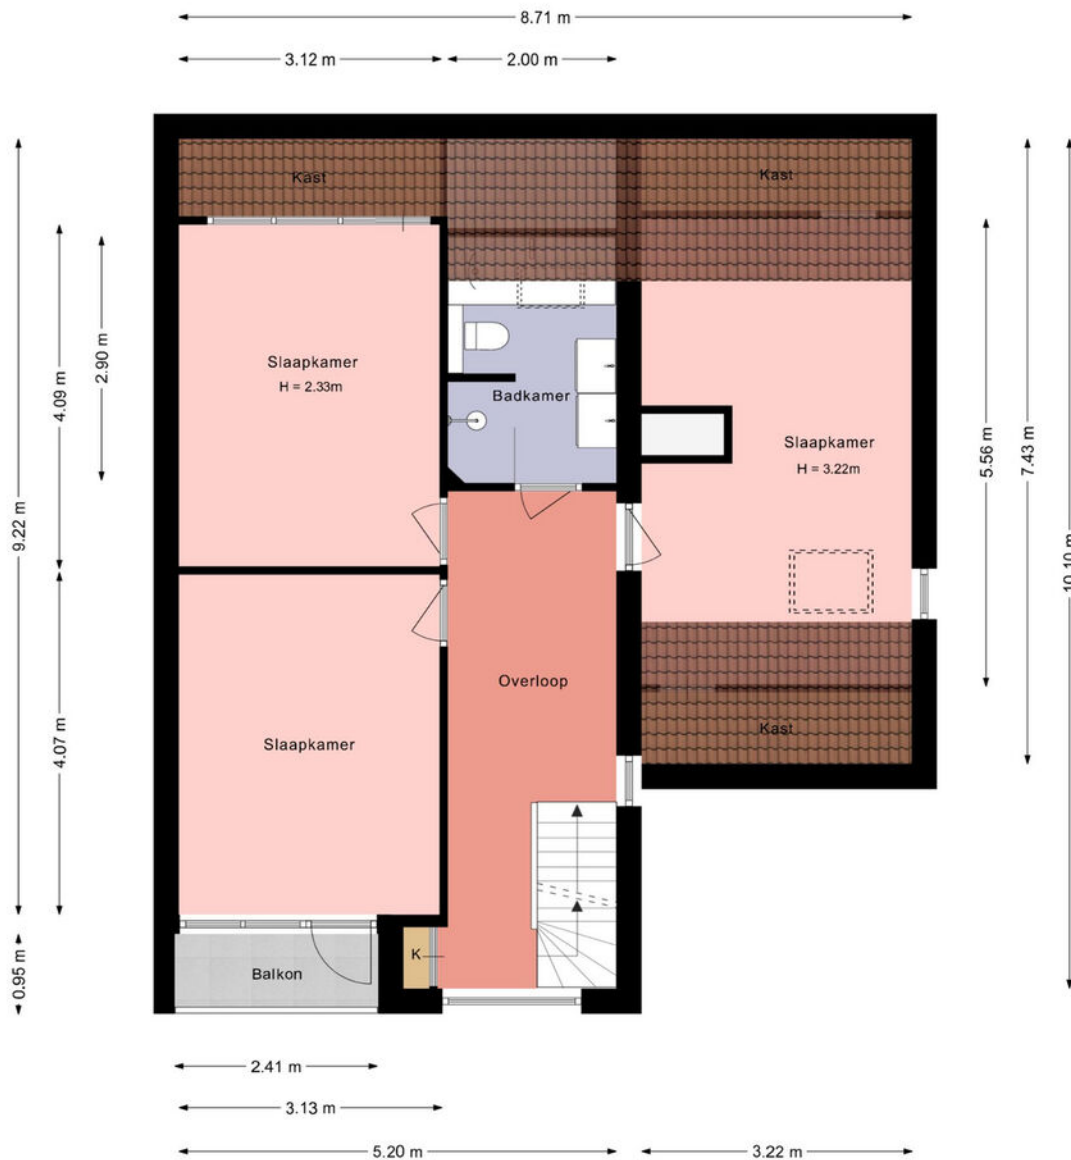 8.71 m
3.12 m
2.00 m
Kast
Kast
Slaapkamer
H = 2.33m
Badkamer
Slaapkamer
H = 3.22m
Overloop
Slaapkamer
Kast
K
Balkon
9.22 m
4.09 m
2.90 m
4.07 m
0.95 m
5.56 m
7.43 m
10.10 m
2.41 m
3.13 m
5.20 m
3.22 m